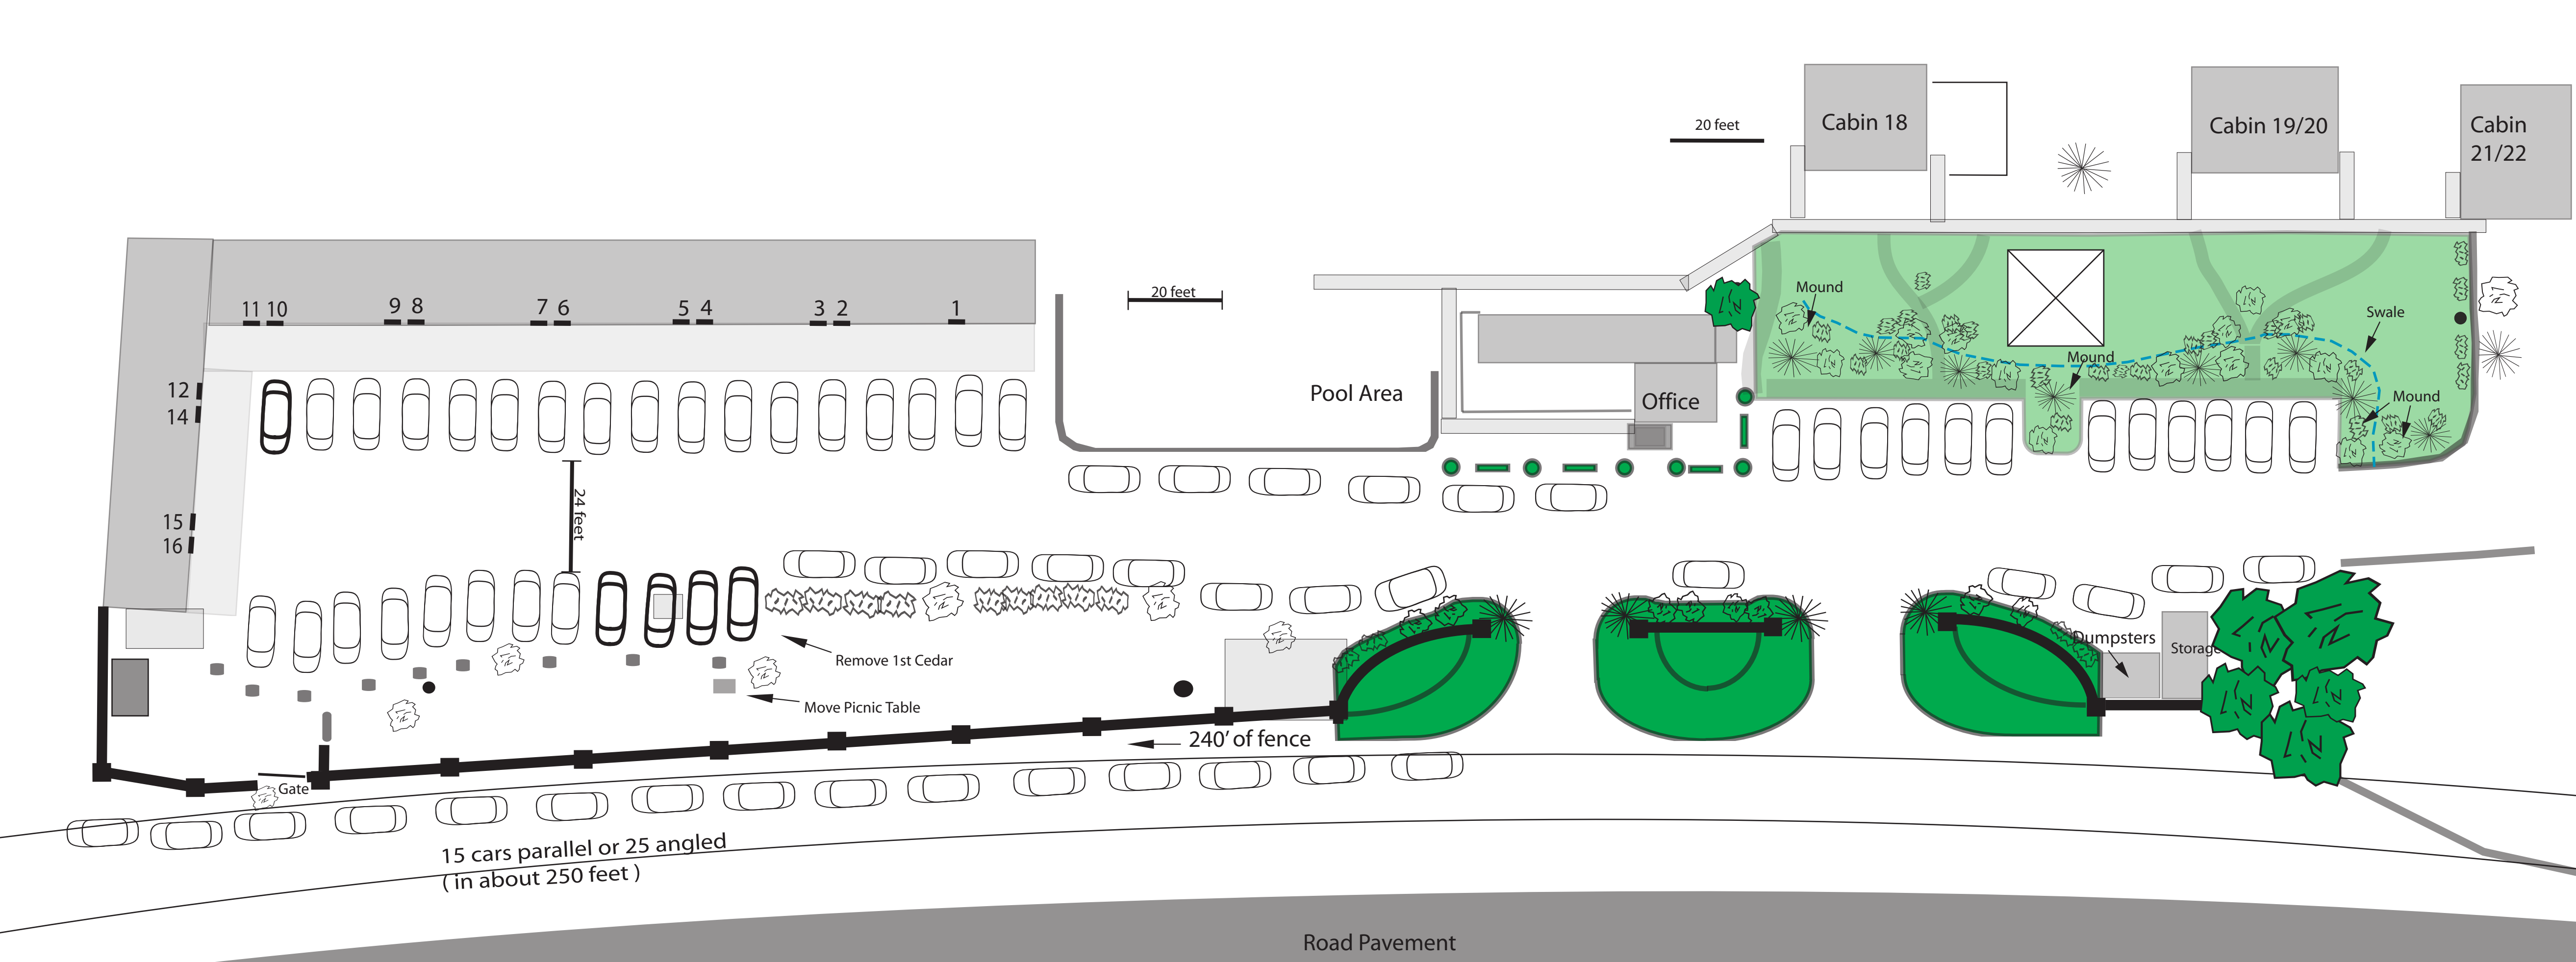 20 feet
Cabin 18
Cabin 19/20
Cabin
21/22
11 10
9 8
7 6
5 4
3 2
1
20 feet
Mound
Swale
Mound
Mound
12
14
Pool Area
Office
15
16
24 feet
Remove 1st Cedar
Move Picnic Table
Dumpsters
Storage
240' of fence
Gate
15 cars parallel or 25 angled
( in about 250 feet )
Road Pavement